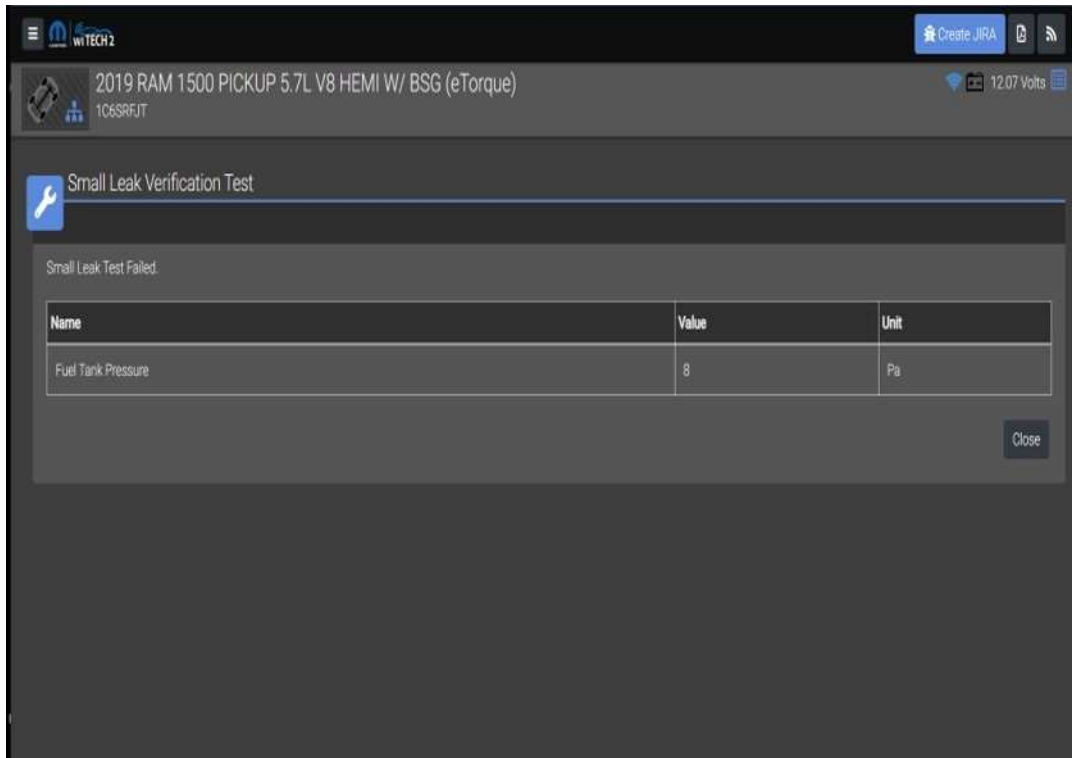 wiTECH 2
Create JIRA
2019 RAM 1500 PICKUP 5.7L V8 HEMI W/ BSG (eTorque)
12.07 Volts
1C6SRFJT
Small Leak Verification Test
Small Leak Test Failed.
Name Value Unit
Fuel Tank Pressure 8 Pa
Close